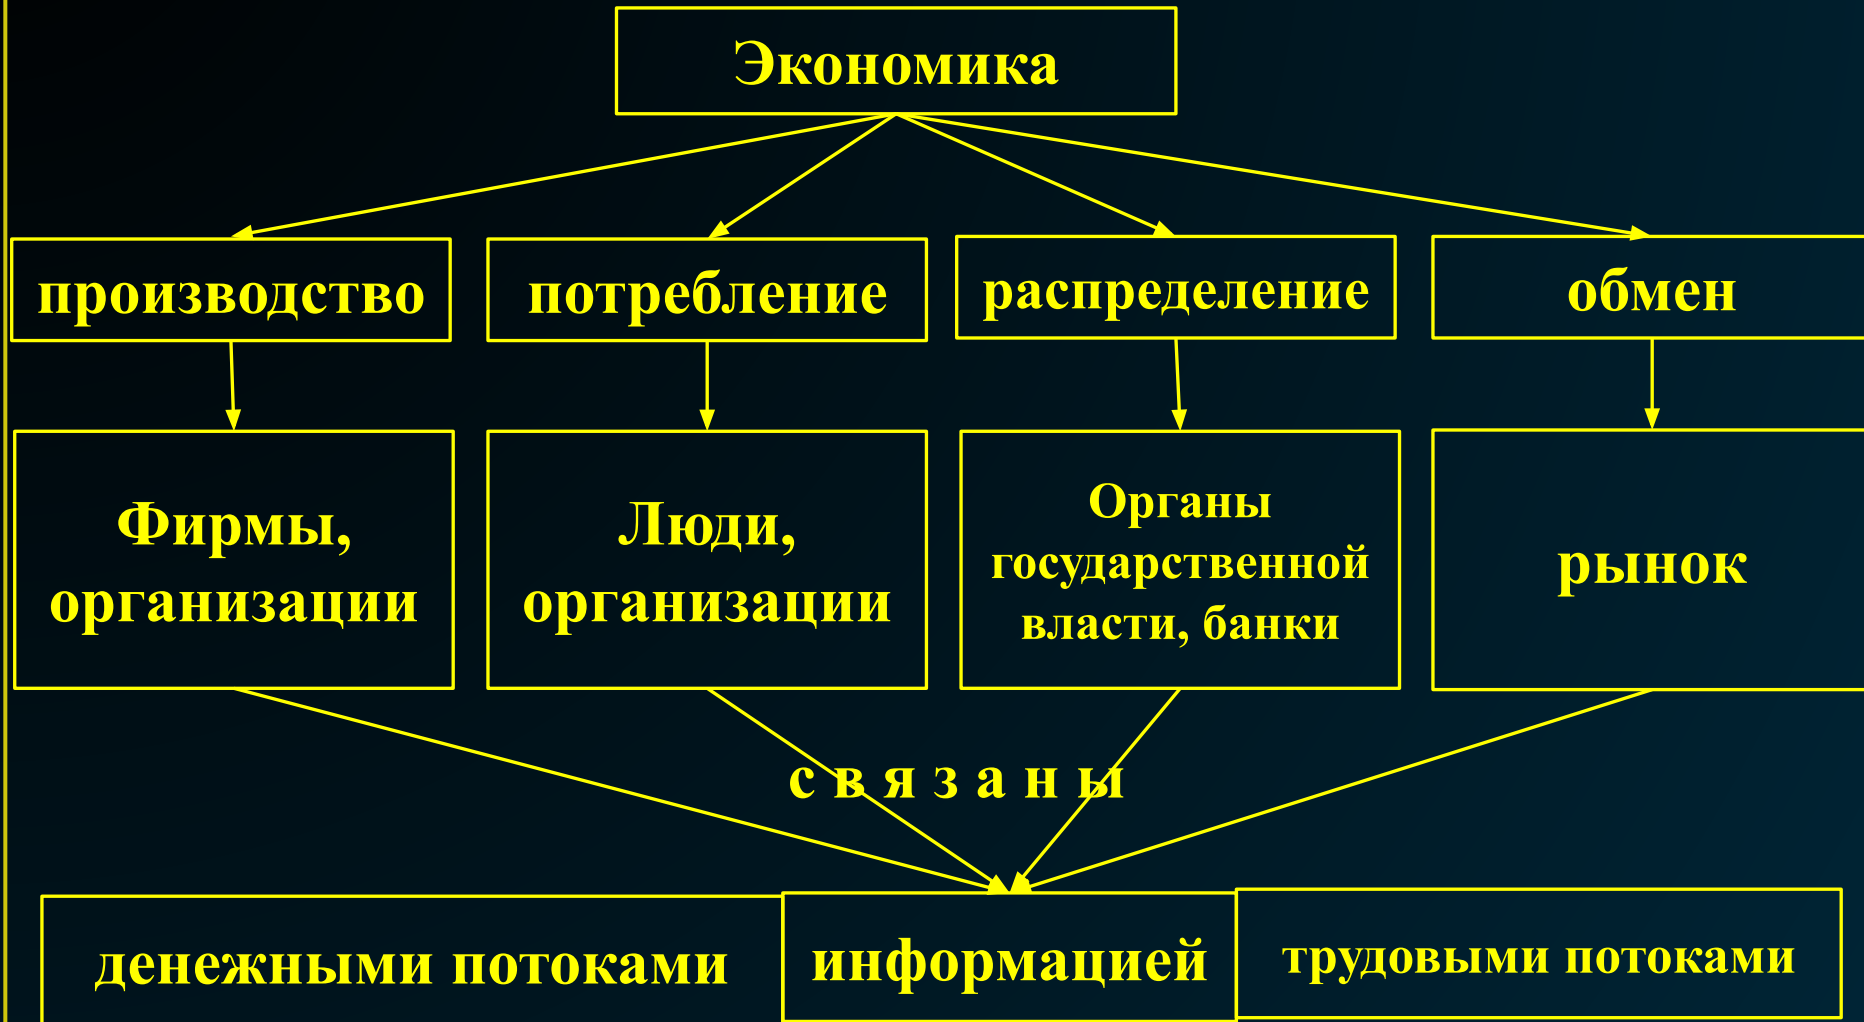 Экономика
производство
потребление
распределение
обмен
Фирмы,
организации
Люди,
организации
Органы
государственной
власти, банки
рынок
с в я з а н ы
денежными потоками
информацией
трудовыми потоками